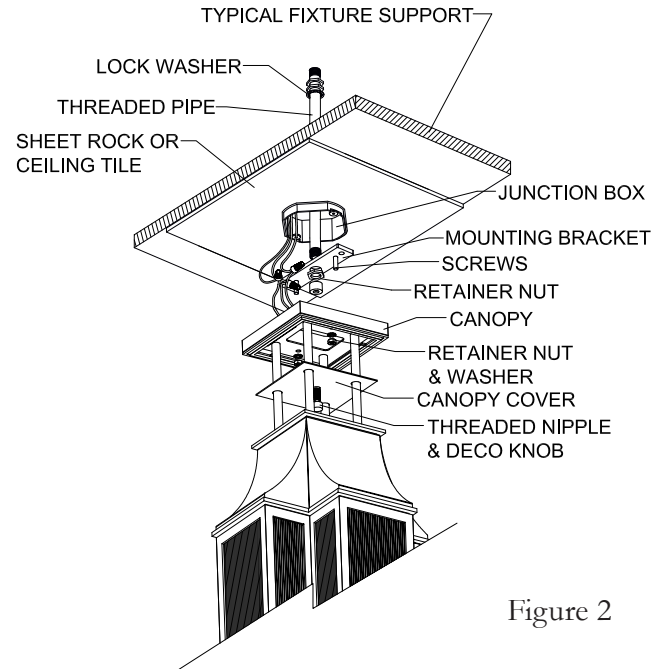 TYPICAL FIXTURE SUPPORT
LOCK WASHER
THREADED PIPE
SHEET ROCK OR
CEILING TILE
JUNCTION BOX
MOUNTING BRACKET
SCREWS
RETAINER NUT
CANOPY
RETAINER NUT
& WASHER
CANOPY COVER
THREADED NIPPLE
& DECO KNOB
Figure 2